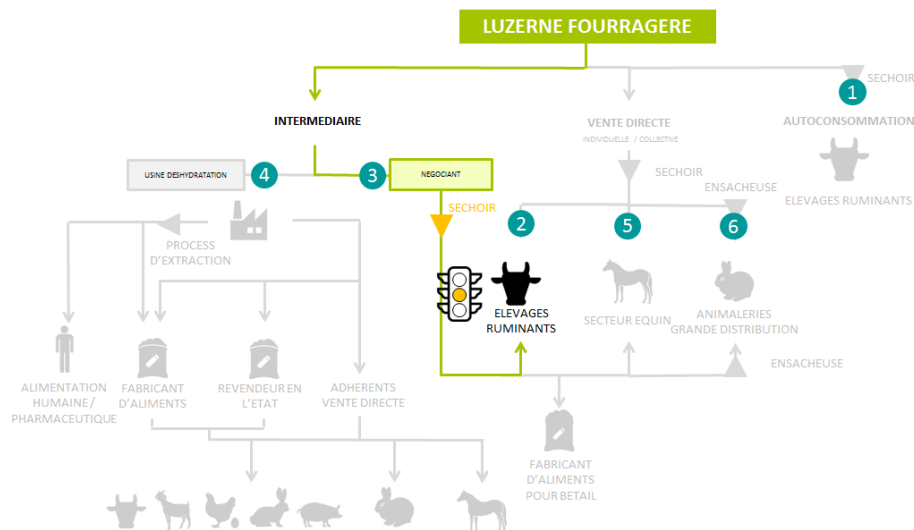 LUZERNE FOURRAGERE
SECHOIR
1
INTERMEDIAIRE
VENTE DIRECTE
INDIVIDUELLE / COLLECTIVE
AUTOCONSOMMATION
USINE DESHYDRATATION
4
3
NEGOCIANT
SECHOIR
ENSACHEUSE
ELEVAGES RUMINANTS
SECHOIR
2
5
6
PROCESS
D'EXTRACTION
ELEVAGES
RUMINANTS
SECTEUR EQUIN
ANIMALERIES
GRANDE DISTRIBUTION
ENSACHEUSE
ALIMENTATION
HUMAINE /
PHARMACEUTIQUE
FABRICANT
D'ALIMENTS
REVENDEUR EN
L'ETAT
ADHERENTS
VENTE DIRECTE
FABRICANT
D'ALIMENTS
POUR BETAIL